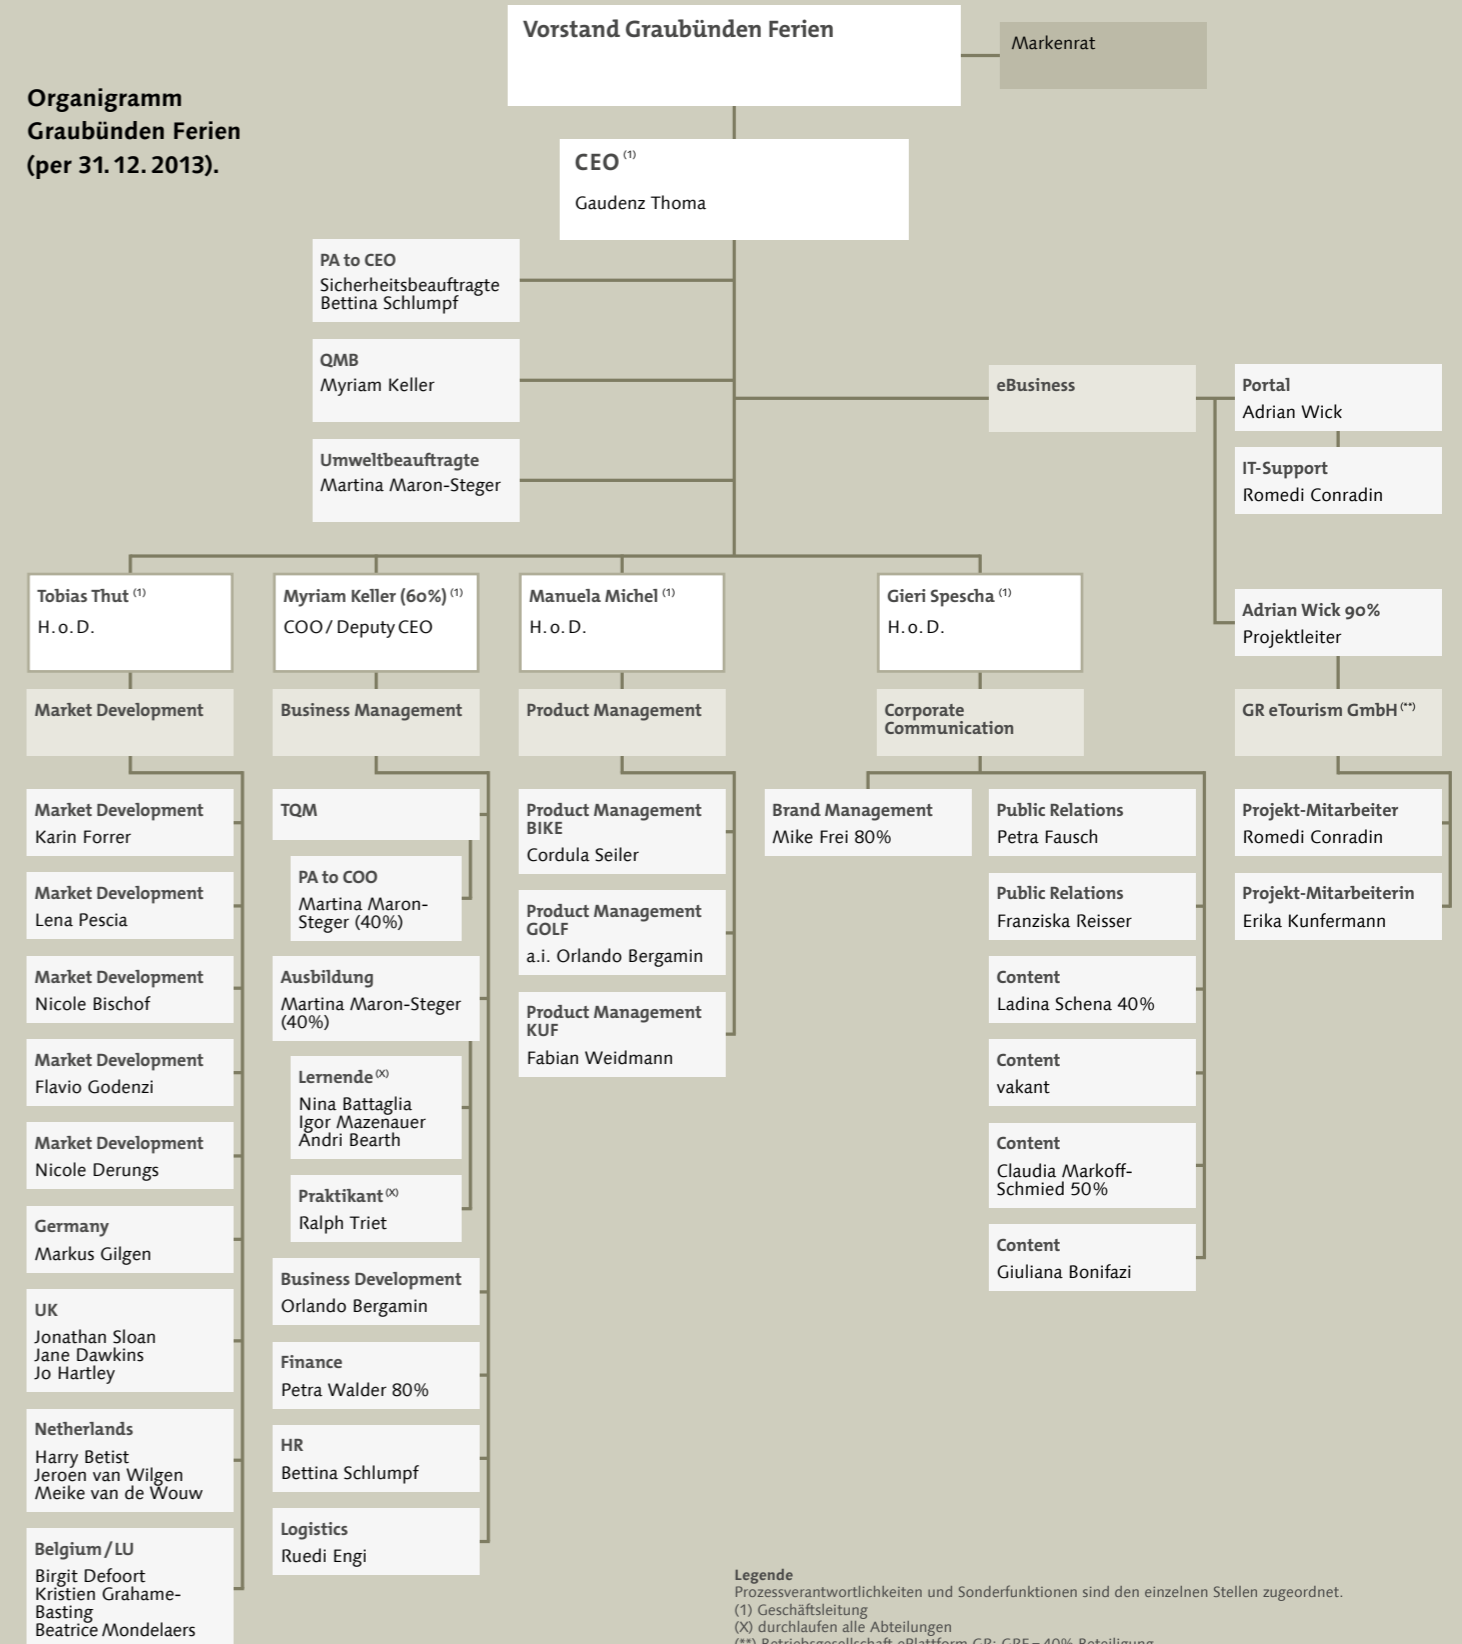 Vorstand Graubünden Ferien
Markenrat
Organigramm
Graubünden Ferien
(per 31. 12. 2013).
CEO (1)
Gaudenz Thoma
PA to CEO
Sicherheitsbeauftragte
Bettina Schlumpf
QMB
Myriam Keller
Umweltbeauftragte
Martina Maron-Steger
eBusiness
Portal
Adrian Wick
IT-Support
Romedi Conradin
Tobias Thut (1)
H. o. D.
Myriam Keller (60%) (1)
COO / Deputy CEO
Manuela Michel (1)
H. o. D.
Gieri Spescha (1)
H. o. D.
Adrian Wick 90%
Projektleiter
Market Development
Business Management
Product Management
Corporate
Communication
GR eTourism GmbH (**)
Market Development
Karin Forrer
Market Development
Lena Pescia
Market Development
Nicole Bischof
Market Development
Flavio Godenzi
Market Development
Nicole Derungs
Germany
Markus Gilgen
UK
Jonathan Sloan
Jane Dawkins
Jo Hartley
Netherlands
Harry Betist
Jeroen van Wilgen
Meike van de Wouw
Belgium / LU
Birgit Defoort
Kristien Grahame-
Basting
Beatrice Mondelaers
TQM
PA to COO
Martina Maron-
Steger (40%)
Ausbildung
Martina Maron-Steger
(40%)
Lernende (X)
Nina Battaglia
Igor Mazenauer
Andri Bearth
Praktikant (X)
Ralph Triet
Business Development
Orlando Bergamin
Finance
Petra Walder 80%
HR
Bettina Schlumpf
Logistics
Ruedi Engi
Product Management
BIKE
Cordula Seiler
Product Management
GOLF
a.i. Orlando Bergamin
Product Management
KUF
Fabian Weidmann
Brand Management
Mike Frei 80%
Public Relations
Petra Fausch
Public Relations
Franziska Reisser
Content
Ladina Schena 40%
Content
vakant
Content
Claudia Markoff-
Schmied 50%
Content
Giuliana Bonifazi
Projekt-Mitarbeiter
Romedi Conradin
Projekt-Mitarbeiterin
Erika Kunfermann
Legende
Prozessverantwortlichkeiten und Sonderfunktionen sind den einzelnen Stellen zugeordnet.
(1) Geschäftsleitung
(X) durchlaufen alle Abteilungen
(**) Betriebsgesellschaft ePlattform GR: GRF = 40% Beteiligung